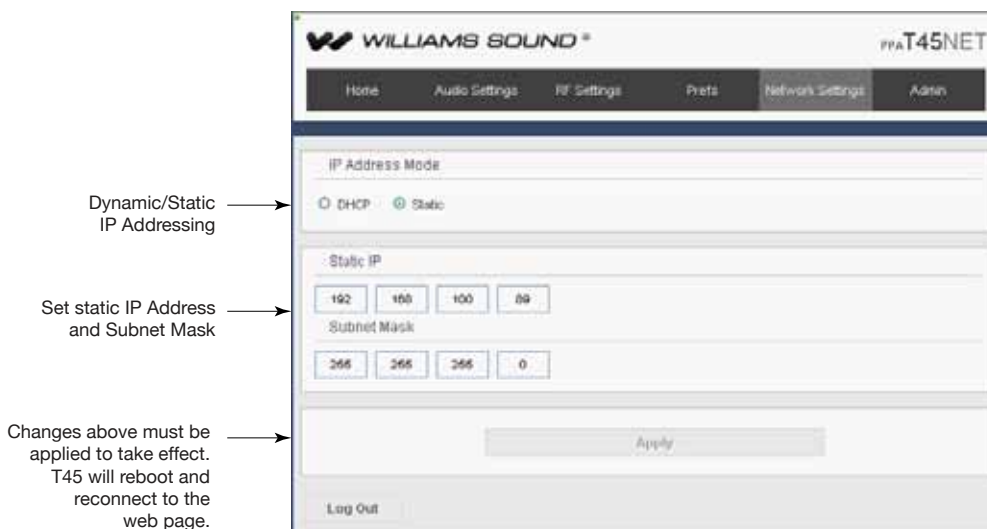 WILLIAMS SOUND®
PPA T45NET
Home Audio Settings RF Settings Prefs Network Settings Admin
IP Address Mode
Dynamic/Static
IP Addressing
DHCP Static
Static IP
Set static IP Address
and Subnet Mask
192 168 100 89
Subnet Mask
255 255 255 0
Changes above must be
applied to take effect.
T45 will reboot and
reconnect to the
web page.
Apply
Log Out